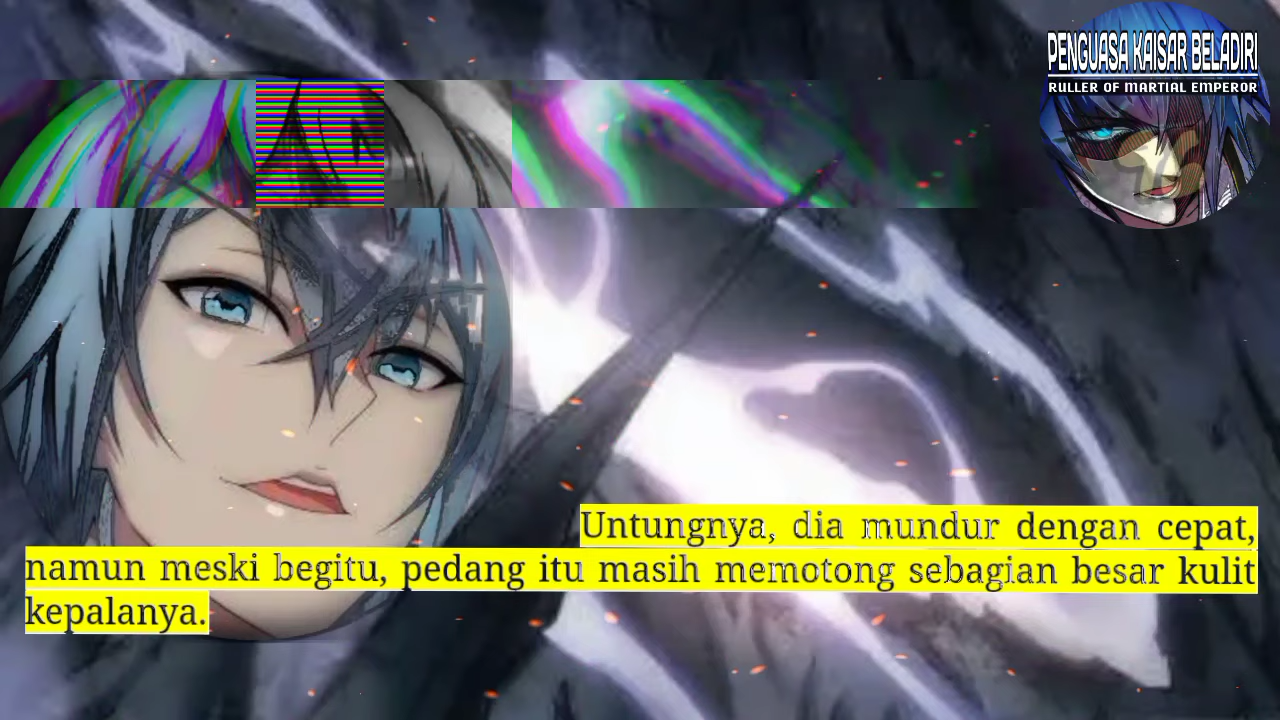 PENGUASA KAISAR BELADIRI
RULLER OF MARTIAL EMPEROR
Untungnya, dia mundur dengan cepat,
namun meski begitu, pedang itu masih memotong sebagian besar kulit
kepalanya.